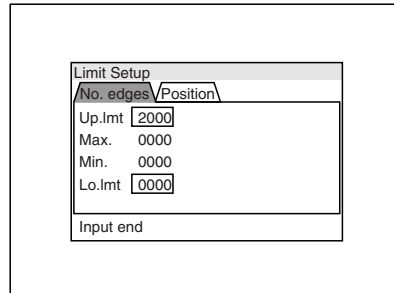 Limit Setup
No. edges Position
Up.lmt 2000
Max. 0000
Min. 0000
Lo.lmt 0000
Input end